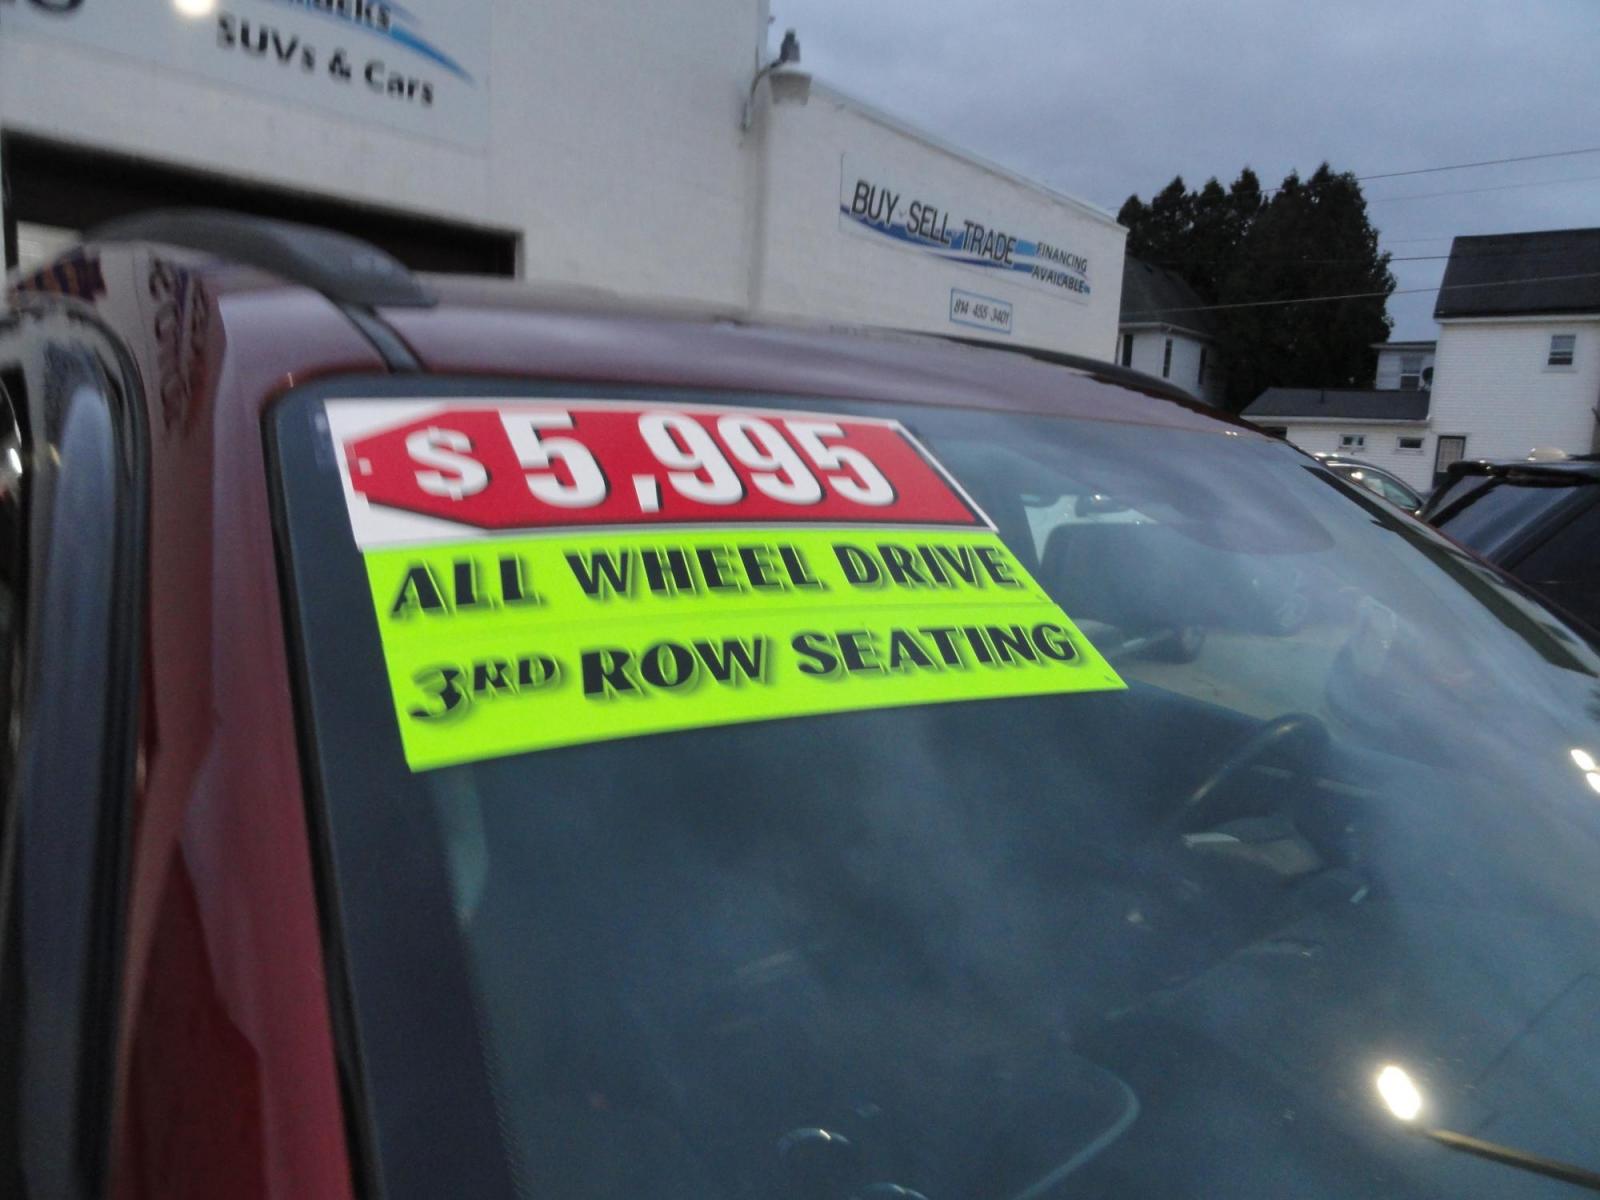 SUVs & Cars
BUY SELL TRADE
FINANCING
AVAILABLE
814 455 3401
$5,995
ALL WHEEL DRIVE
3RD ROW SEATING